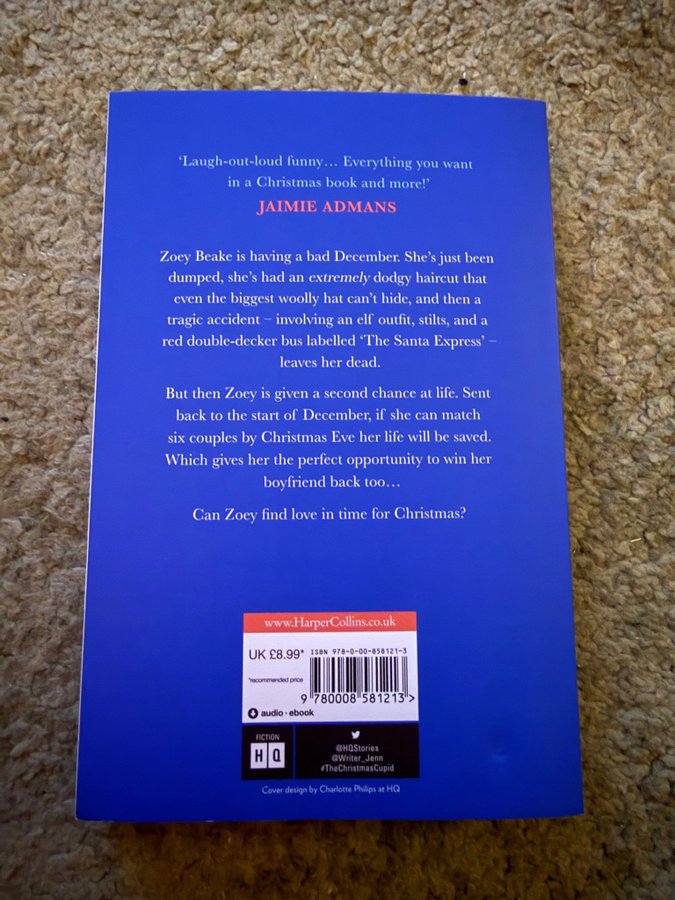 ‘Laugh-out-loud funny… Everything you want
in a Christmas book and more!’
JAIMIE ADMANS
Zoey Beake is having a bad December. She’s just been
dumped, she’s had an extremely dodgy haircut that
even the biggest woolly hat can’t hide, and then a
tragic accident – involving an elf outfit, stilts, and a
red double-decker bus labelled ‘The Santa Express’ –
leaves her dead.
But then Zoey is given a second chance at life. Sent
back to the start of December, if she can match
six couples by Christmas Eve her life will be saved.
Which gives her the perfect opportunity to win her
boyfriend back too…
Can Zoey find love in time for Christmas?
www.HarperCollins.co.uk
UK £8.99*
ISBN 978-0-00-858121-3
*recommended price
9 780008 581213 >
audio · ebook
FICTION
HQ
@HQStories
@Writer_Jenn
#TheChristmasCupid
Cover design by Charlotte Philips at HQ